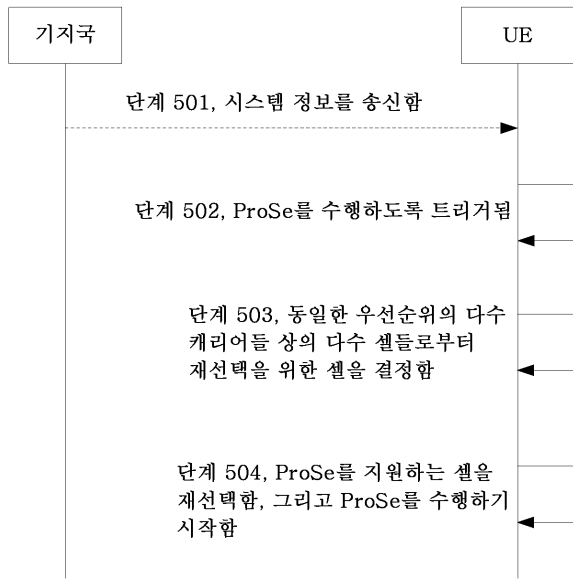 기지국
UE
단계 501, 시스템 정보를 송신함
단계 502, ProSe를 수행하도록 트리거됨
단계 503, 동일한 우선순위의 다수
캐리어들 상의 다수 셀들로부터
재선택을 위한 셀을 결정함
단계 504, ProSe를 지원하는 셀을
재선택함, 그리고 ProSe를 수행하기
시작함